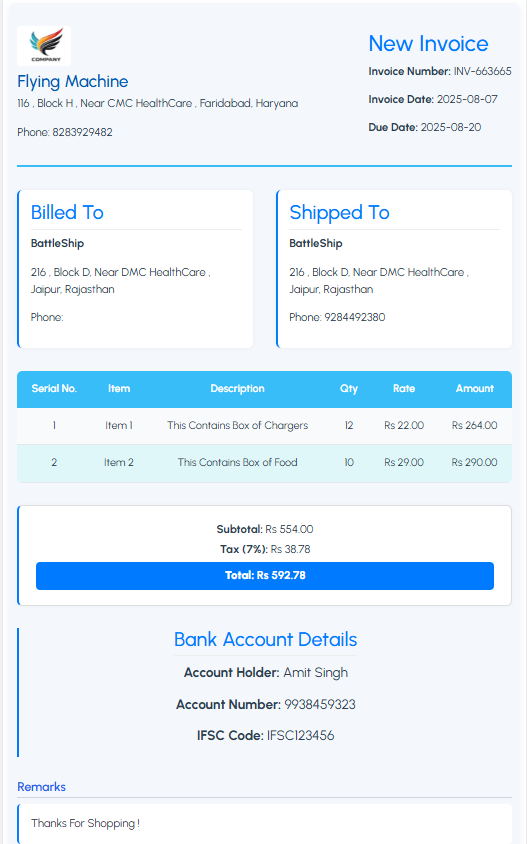 COMPANY
Flying Machine
116 , Block H , Near CMC HealthCare , Faridabad, Haryana
Phone: 8283929482
New Invoice
Invoice Number: INV-663665
Invoice Date: 2025-08-07
Due Date: 2025-08-20
Billed To
BattleShip
216 , Block D, Near DMC HealthCare ,
Jaipur, Rajasthan
Phone:
Shipped To
BattleShip
216 , Block D, Near DMC HealthCare ,
Jaipur, Rajasthan
Phone: 9284492380
Serial No. Item Description Qty Rate Amount
1 Item 1 This Contains Box of Chargers 12 Rs 22.00 Rs 264.00
2 Item 2 This Contains Box of Food 10 Rs 29.00 Rs 290.00
Subtotal: Rs 554.00
Tax (7%): Rs 38.78
Total: Rs 592.78
Bank Account Details
Account Holder: Amit Singh
Account Number: 9938459323
IFSC Code: IFSC123456
Remarks
Thanks For Shopping !